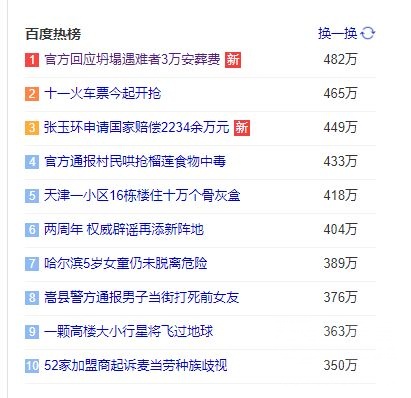 百度热榜 换一换
1 官方回应坍塌遇难者3万安葬费 新 482万
2 十一火车票今起开抢 465万
3 张玉环申请国家赔偿2234余万元 新 449万
4 官方通报村民哄抢榴莲食物中毒 433万
5 天津一小区16栋楼住十万个骨灰盒 418万
6 两周年 权威辟谣再添新阵地 404万
7 哈尔滨5岁女童仍未脱离危险 389万
8 嵩县警方通报男子当街打死前女友 376万
9 一颗高楼大小行星将飞过地球 363万
10 52家加盟商起诉麦当劳种族歧视 350万